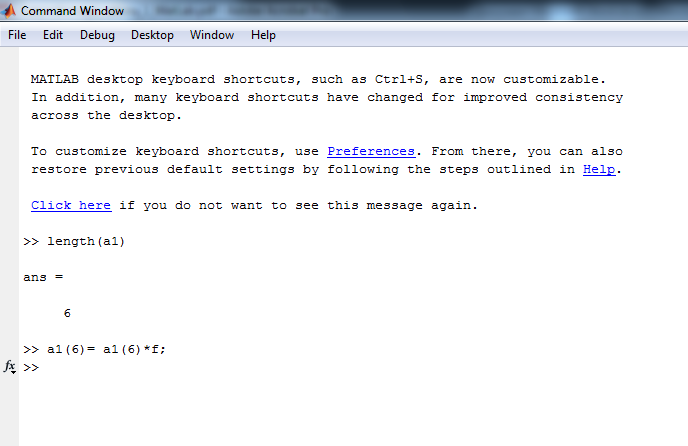 Command Window
File Edit Debug Desktop Window Help
MATLAB desktop keyboard shortcuts, such as Ctrl+S, are now customizable.
In addition, many keyboard shortcuts have changed for improved consistency
across the desktop.
To customize keyboard shortcuts, use Preferences. From there, you can also
restore previous default settings by following the steps outlined in Help.
Click here if you do not want to see this message again.
>> length(a1)
ans =
6
>> a1(6)= a1(6)*f;
fx >>